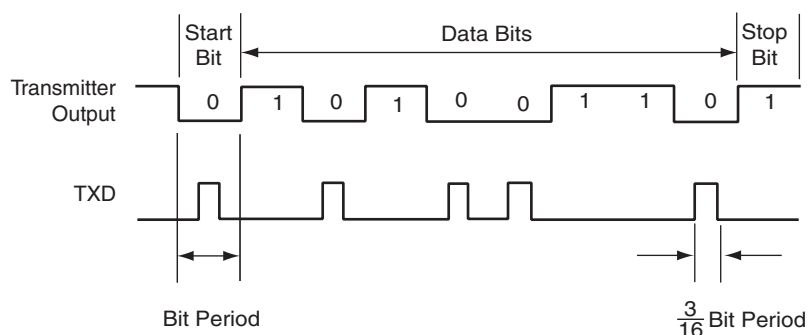 Start
Bit
Data Bits
Stop
Bit
Transmitter
Output
0 1 0 1 0 0 1 1 0 1
TXD
Bit Period
3/16 Bit Period